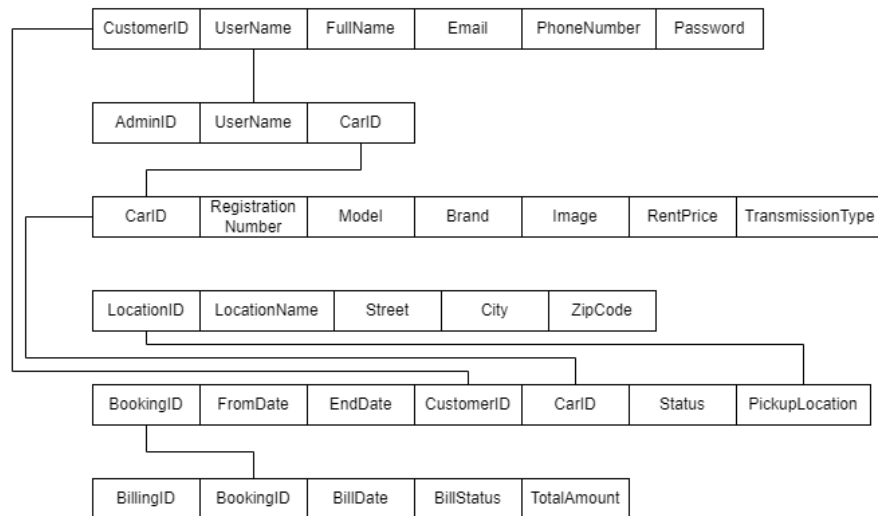 CustomerID UserName FullName Email PhoneNumber Password
AdminID UserName CarID
CarID Registration Number Model Brand Image RentPrice TransmissionType
LocationID LocationName Street City ZipCode
BookingID FromDate EndDate CustomerID CarID Status PickupLocation
BillingID BookingID BillDate BillStatus TotalAmount